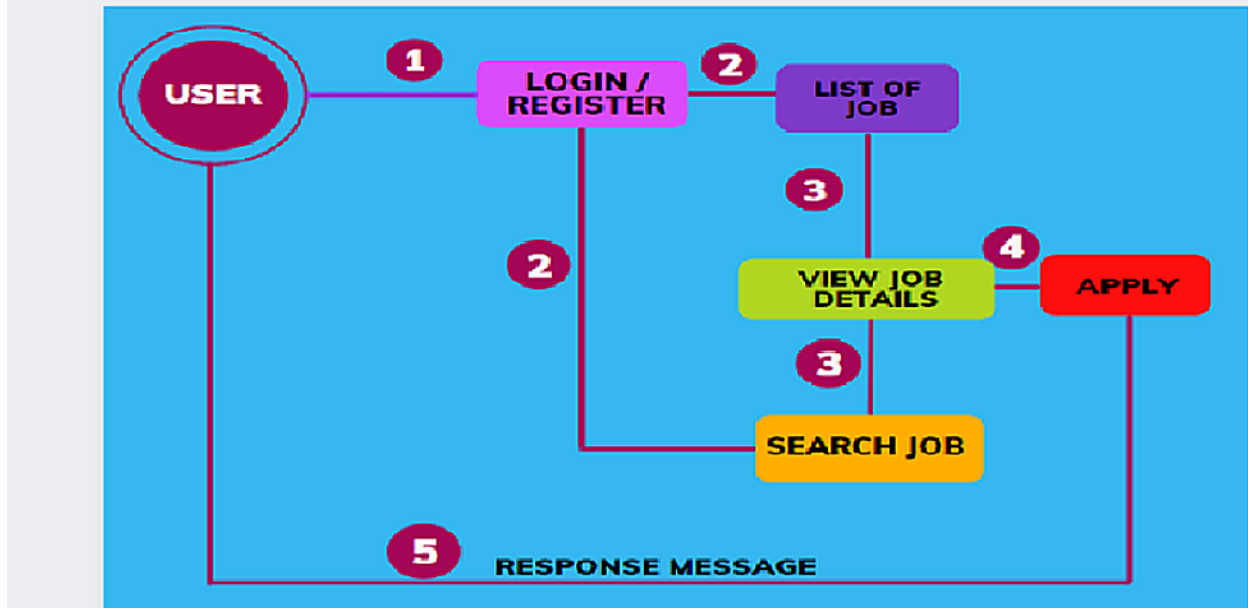 USER
1
LOGIN /
REGISTER
2
LIST OF
JOB
3
2
VIEW JOB
DETAILS
4
APPLY
3
SEARCH JOB
5
RESPONSE MESSAGE